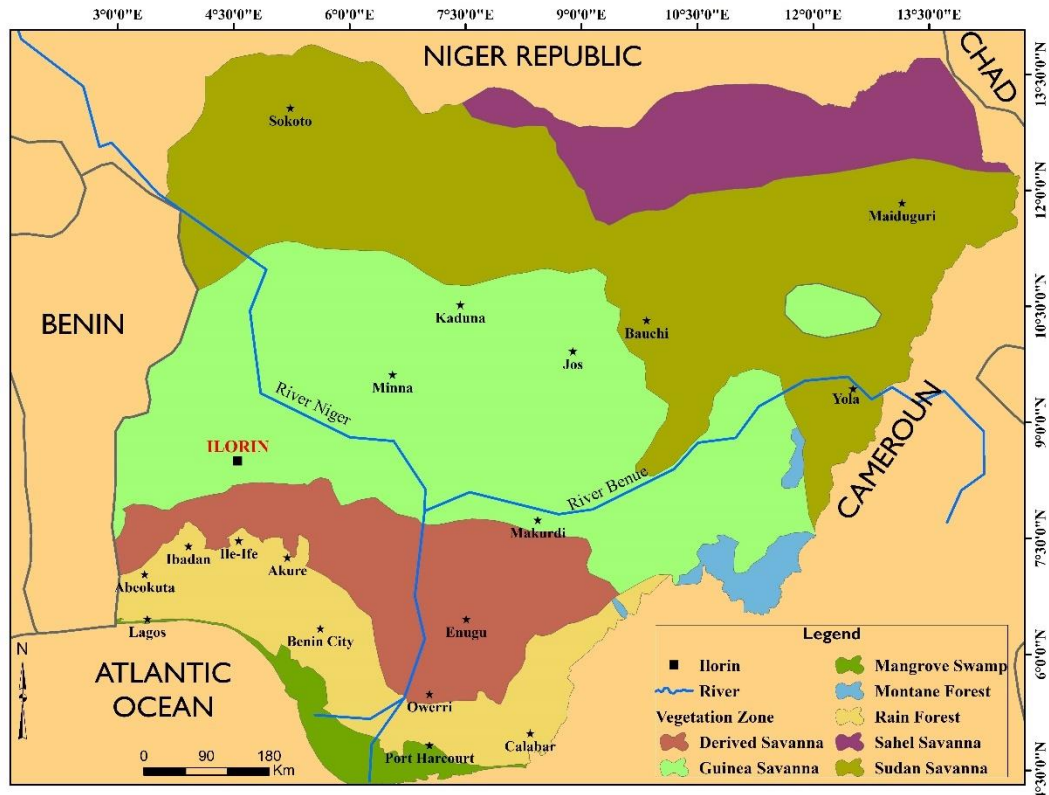 3°0'0"E 4°30'0"E 6°0'0"E 7°30'0"E 9°0'0"E 10°30'0"E 12°0'0"E 13°30'0"E
NIGER REPUBLIC
CHAD
13°30'0"N
Sokoto
12°0'0"N
Maiduguri
10°30'0"N
BENIN
Kaduna
Bauchi
Jos
Minna
Yola
River Niger
9°0'0"N
CAMEROUN
ILORIN
River Benue
Makurdi
7°30'0"N
Ibadan
Ile-Ife
Akure
Abeokuta
Lagos
Benin City
Enugu
6°0'0"N
N
ATLANTIC
OCEAN
Owerri
Calabar
Port Harcourt
4°30'0"N
0 90 180
Km
Legend
Ilorin
River
Vegetation Zone
Derived Savanna
Guinea Savanna
Mangrove Swamp
Montane Forest
Rain Forest
Sahel Savanna
Sudan Savanna